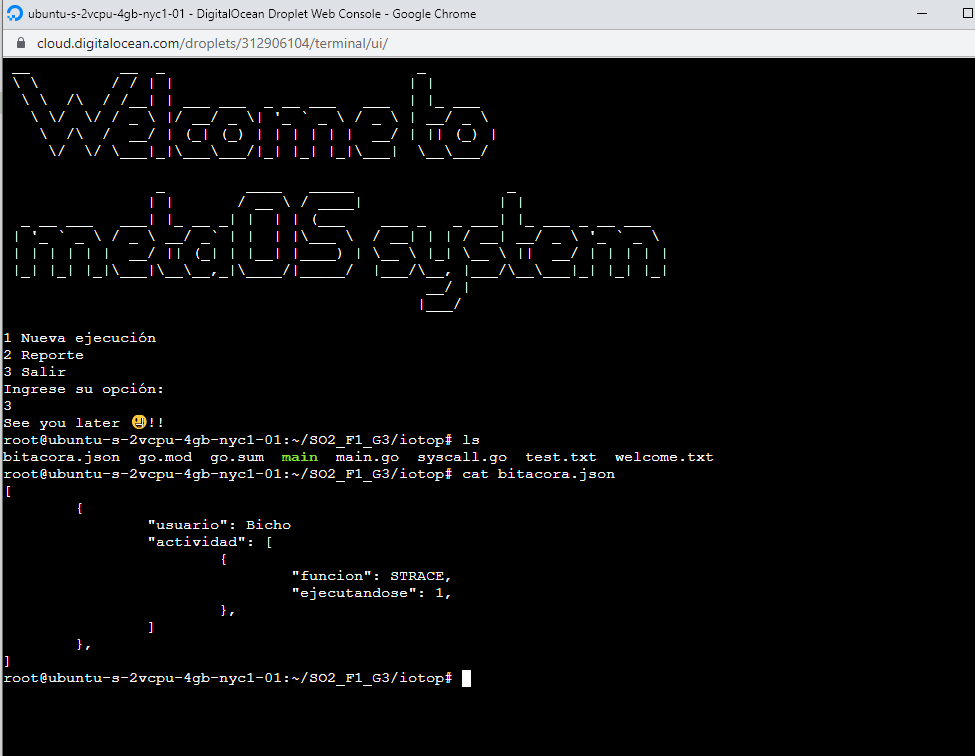 ubuntu-s-2vcpu-4gb-nyc1-01 - DigitalOcean Droplet Web Console - Google Chrome
cloud.digitalocean.com/droplets/312906104/terminal/ui/
Welcome to
metaOS system
1 Nueva ejecución
2 Reporte
3 Salir
Ingrese su opción:
3
See you later 😃!!
root@ubuntu-s-2vcpu-4gb-nyc1-01:~/SO2_F1_G3/iotop# ls
bitacora.json  go.mod  go.sum  main  main.go  syscall.go  test.txt  welcome.txt
root@ubuntu-s-2vcpu-4gb-nyc1-01:~/SO2_F1_G3/iotop# cat bitacora.json
[
        {
                "usuario": Bicho
                "actividad": [
                        {
                                "funcion": STRACE,
                                "ejecutandose": 1,
                        },
                ]
        },
]
root@ubuntu-s-2vcpu-4gb-nyc1-01:~/SO2_F1_G3/iotop#